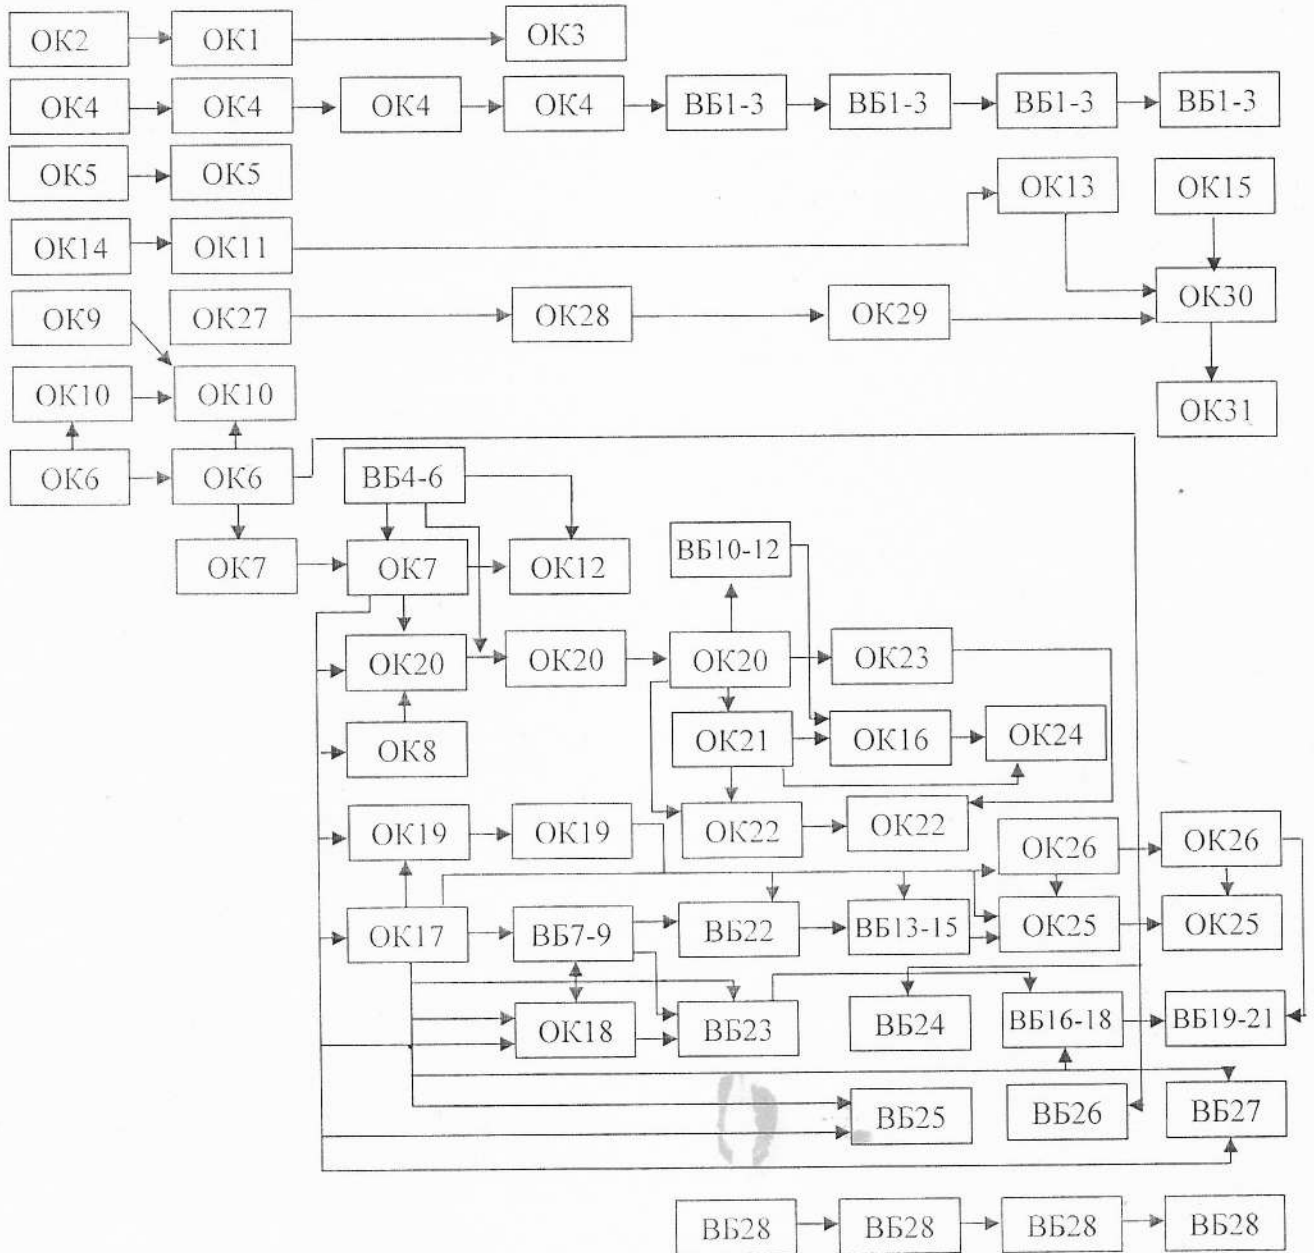 ОК2 ОК1 ОК3
ОК4 ОК4 ОК4 ОК4 ВБ1-3 ВБ1-3 ВБ1-3 ВБ1-3
ОК5 ОК5 ОК13 ОК15
ОК14 ОК11
ОК9 ОК27 ОК28 ОК29 ОК30
ОК10 ОК10 ОК31
ОК6 ОК6 ВБ4-6
ОК7 ОК7 ОК12 ВБ10-12
ОК20 ОК20 ОК20 ОК23
ОК8 ОК21 ОК16 ОК24
ОК19 ОК19 ОК22 ОК22 ОК26 ОК26
ОК17 ВБ7-9 ВБ22 ВБ13-15 ОК25 ОК25
ОК18 ВБ23 ВБ24 ВБ16-18 ВБ19-21
ВБ25 ВБ26 ВБ27
ВБ28 ВБ28 ВБ28 ВБ28